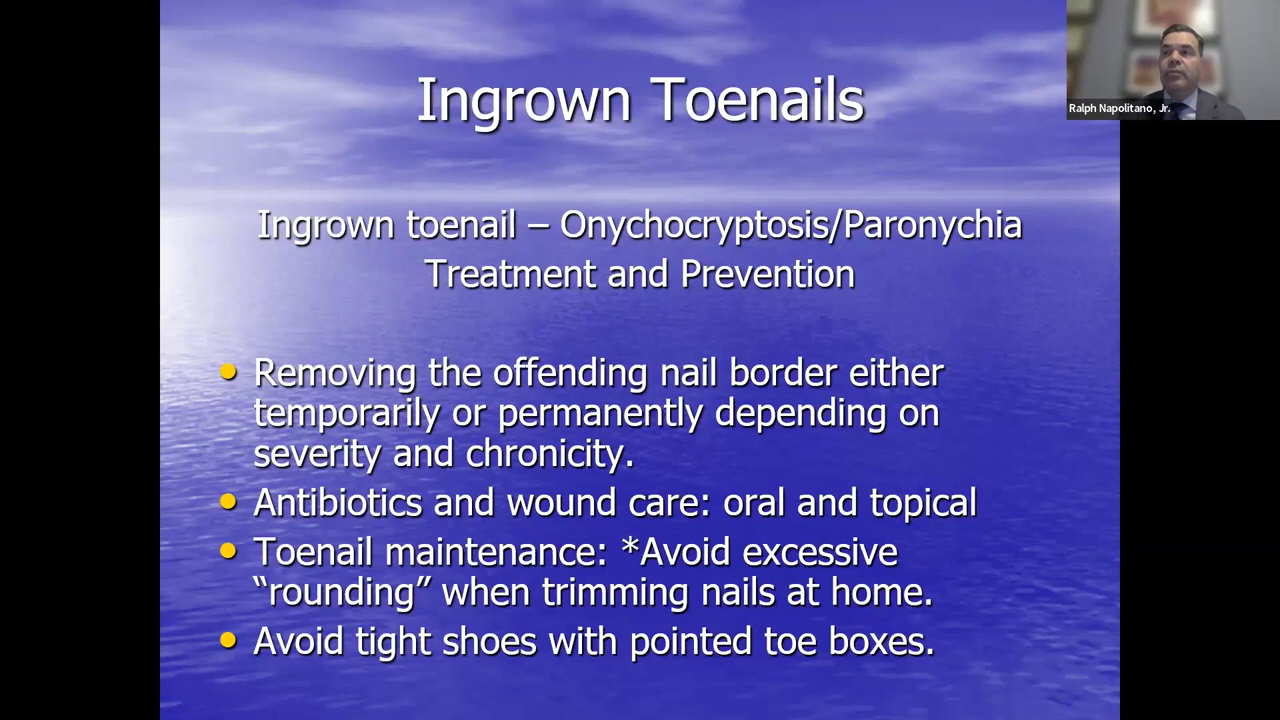 Ingrown Toenails
Ralph Napolitano, Jr.
Ingrown toenail – Onychocryptosis/Paronychia
Treatment and Prevention
• Removing the offending nail border either
temporarily or permanently depending on
severity and chronicity.
• Antibiotics and wound care: oral and topical
• Toenail maintenance: *Avoid excessive
“rounding” when trimming nails at home.
• Avoid tight shoes with pointed toe boxes.